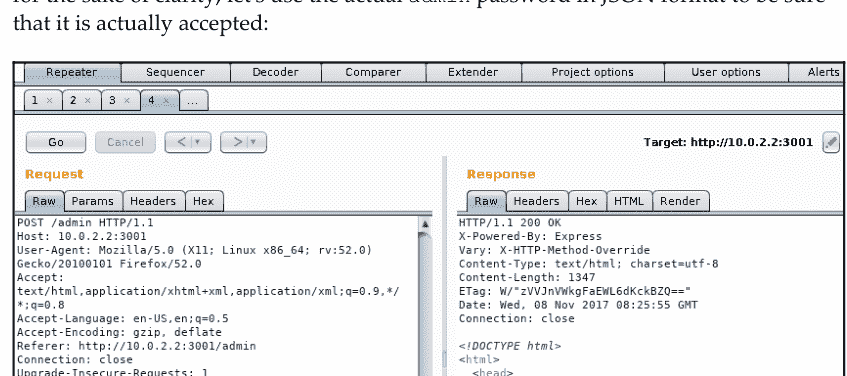 for the sake of clarity, let's use the actual admin password in JSON format to be sure
that it is actually accepted:
Repeater Sequencer Decoder Comparer Extender Project options User options Alerts
1 × 2 × 3 × 4 × ...
Go Cancel < | ▾ > | ▾ Target: http://10.0.2.2:3001
Request
Raw Params Headers Hex
POST /admin HTTP/1.1
Host: 10.0.2.2:3001
User-Agent: Mozilla/5.0 (X11; Linux x86_64; rv:52.0)
Gecko/20100101 Firefox/52.0
Accept:
text/html,application/xhtml+xml,application/xml;q=0.9,*/
*;q=0.8
Accept-Language: en-US,en;q=0.5
Accept-Encoding: gzip, deflate
Referer: http://10.0.2.2:3001/admin
Connection: close
Upgrade-Insecure-Requests: 1
Response
Raw Headers Hex HTML Render
HTTP/1.1 200 OK
X-Powered-By: Express
Vary: X-HTTP-Method-Override
Content-Type: text/html; charset=utf-8
Content-Length: 1347
ETag: W/"zVVJnVWkgFaEWL6dKckBZQ=="
Date: Wed, 08 Nov 2017 08:25:55 GMT
Connection: close
<!DOCTYPE html>
<html>
<head>